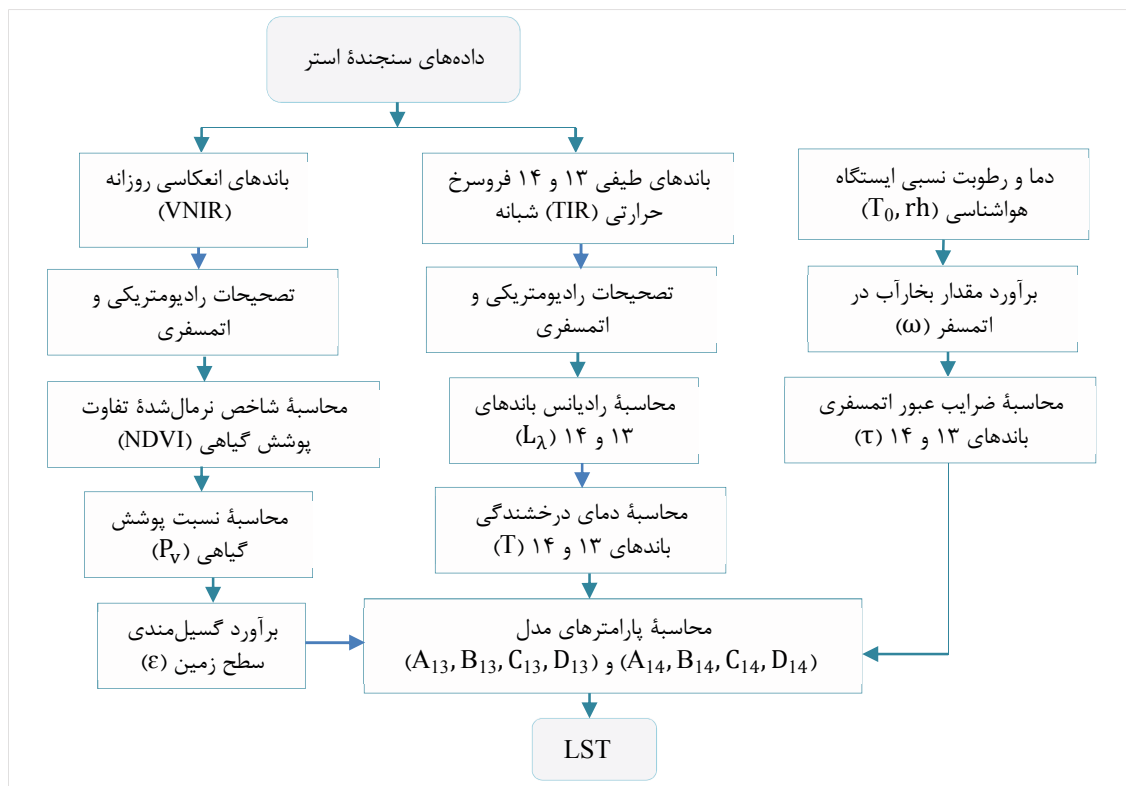 داده‌های سنجندهٔ استر
دما و رطوبت نسبی ایستگاه
هواشناسی (T₀, rh)
باندهای طیفی ۱۳ و ۱۴ فروسرخ
حرارتی (TIR) شبانه
باندهای انعکاسی روزانه
(VNIR)
برآورد مقدار بخارآب در
اتمسفر (ω)
تصحیحات رادیومتریکی و
اتمسفری
تصحیحات رادیومتریکی و
اتمسفری
محاسبهٔ ضرایب عبور اتمسفری
باندهای ۱۳ و ۱۴ (τ)
محاسبهٔ رادیانس باندهای
۱۳ و ۱۴ (L_λ)
محاسبهٔ شاخص نرمال‌شدهٔ تفاوت
پوشش گیاهی (NDVI)
محاسبهٔ دمای درخشندگی
باندهای ۱۳ و ۱۴ (T)
محاسبهٔ نسبت پوشش
گیاهی (P_v)
محاسبهٔ پارامترهای مدل
(A₁₄, B₁₄, C₁₄, D₁₄) و (A₁₃, B₁₃, C₁₃, D₁₃)
برآورد گسیل‌مندی
سطح زمین (ε)
LST